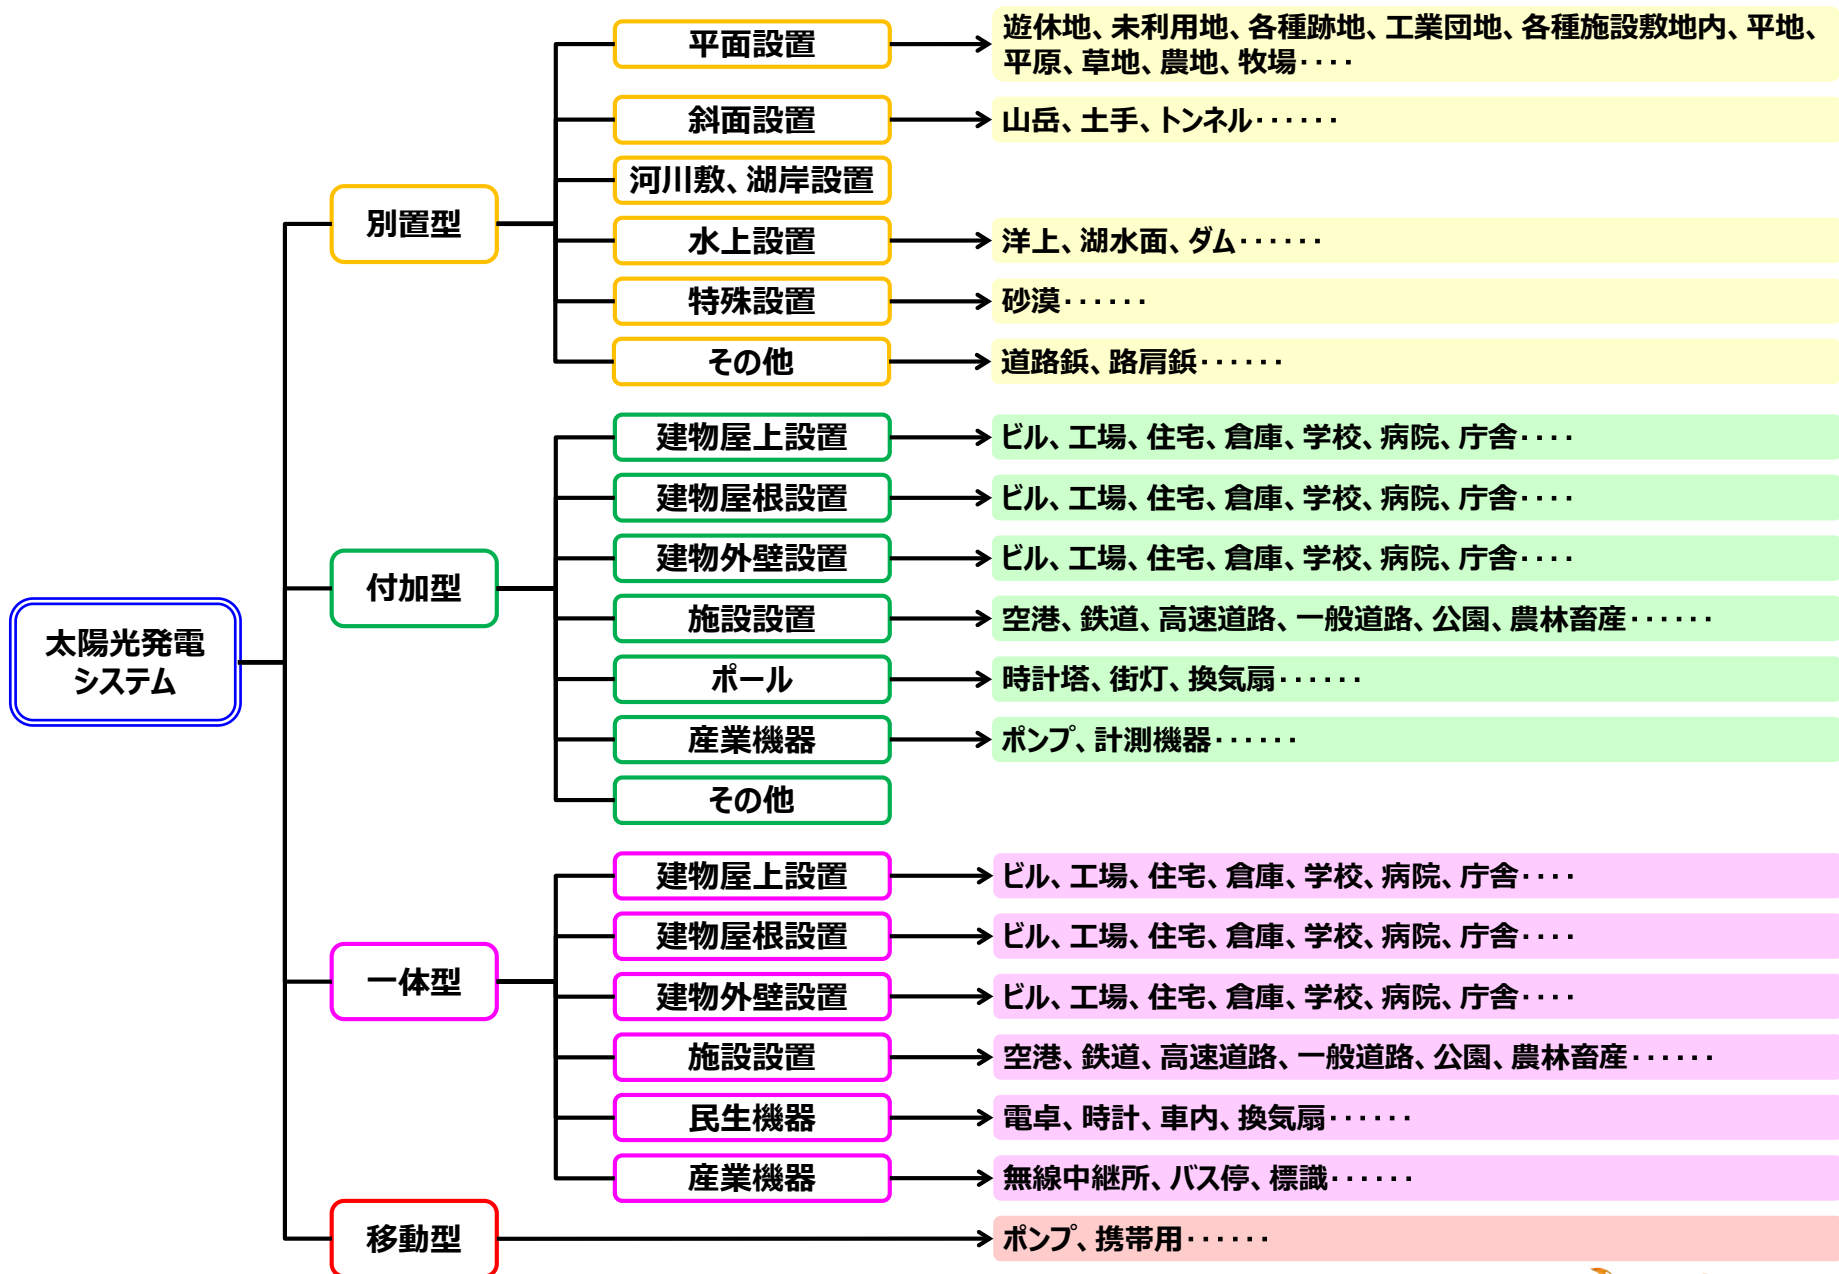 太陽光発電
システム
別置型
平面設置
遊休地、未利用地、各種跡地、工業団地、各種施設敷地内、平地、
平原、草地、農地、牧場‥‥
斜面設置
山岳、土手、トンネル‥‥‥
河川敷、湖岸設置
水上設置
洋上、湖水面、ダム‥‥‥
特殊設置
砂漠‥‥‥
その他
道路鋲、路肩鋲‥‥‥
付加型
建物屋上設置
ビル、工場、住宅、倉庫、学校、病院、庁舎‥‥
建物屋根設置
ビル、工場、住宅、倉庫、学校、病院、庁舎‥‥
建物外壁設置
ビル、工場、住宅、倉庫、学校、病院、庁舎‥‥
施設設置
空港、鉄道、高速道路、一般道路、公園、農林畜産‥‥‥
ポール
時計塔、街灯、換気扇‥‥‥
産業機器
ポンプ、計測機器‥‥‥
その他
一体型
建物屋上設置
ビル、工場、住宅、倉庫、学校、病院、庁舎‥‥
建物屋根設置
ビル、工場、住宅、倉庫、学校、病院、庁舎‥‥
建物外壁設置
ビル、工場、住宅、倉庫、学校、病院、庁舎‥‥
施設設置
空港、鉄道、高速道路、一般道路、公園、農林畜産‥‥‥
民生機器
電卓、時計、車内、換気扇‥‥‥
産業機器
無線中継所、バス停、標識‥‥‥
移動型
ポンプ、携帯用‥‥‥